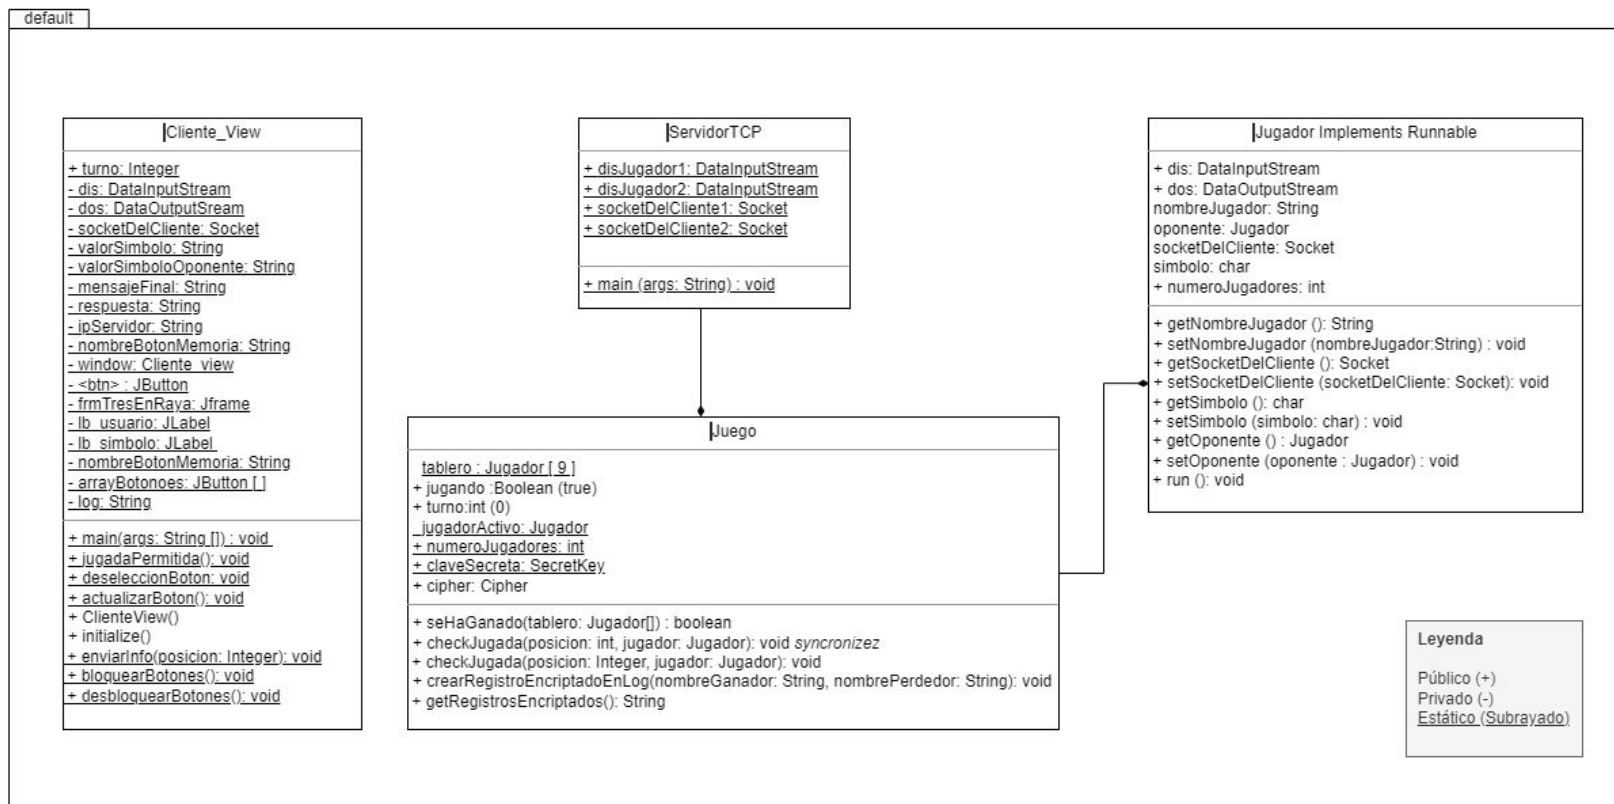 default
Cliente_View
+ turno: Integer
- dis: DataInputStream
- dos: DataOutputSream
- socketDelCliente: Socket
- valorSimbolo: String
- valorSimboloOponente: String
- mensajeFinal: String
- respuesta: String
- ipServidor: String
- nombreBotonMemoria: String
- window: Cliente_view
- <btn> : JButton
- frmTresEnRaya: Jframe
- lb_usuario: JLabel
- lb_simbolo: JLabel
- nombreBotonMemoria: String
- arrayBotonoes: JButton [ ]
- log: String
+ main(args: String []) : void
+ jugadaPermitida(): void
+ deseleccionBoton: void
+ actualizarBoton(): void
+ ClienteView()
+ initialize()
+ enviarInfo(posicion: Integer): void
+ bloquearBotones(): void
+ desbloquearBotones(): void
ServidorTCP
+ disJugador1: DataInputStream
+ disJugador2: DataInputStream
+ socketDelCliente1: Socket
+ socketDelCliente2: Socket
+ main (args: String) : void
Juego
tablero : Jugador [ 9 ]
+ jugando :Boolean (true)
+ turno:int (0)
jugadorActivo: Jugador
+ numeroJugadores: int
+ claveSecreta: SecretKey
+ cipher: Cipher
+ seHaGanado(tablero: Jugador[]) : boolean
+ checkJugada(posicion: int, jugador: Jugador): void syncronizez
+ checkJugada(posicion: Integer, jugador: Jugador): void
+ crearRegistroEncriptadoEnLog(nombreGanador: String, nombrePerdedor: String): void
+ getRegistrosEncriptados(): String
Jugador Implements Runnable
+ dis: DataInputStream
+ dos: DataOutputStream
nombreJugador: String
oponente: Jugador
socketDelCliente: Socket
simbolo: char
+ numeroJugadores: int
+ getNombreJugador (): String
+ setNombreJugador (nombreJugador:String) : void
+ getSocketDelCliente (): Socket
+ setSocketDelCliente (socketDelCliente: Socket): void
+ getSimbolo (): char
+ setSimbolo (simbolo: char) : void
+ getOponente () : Jugador
+ setOponente (oponente : Jugador) : void
+ run (): void
Leyenda
Público (+)
Privado (-)
Estático (Subrayado)